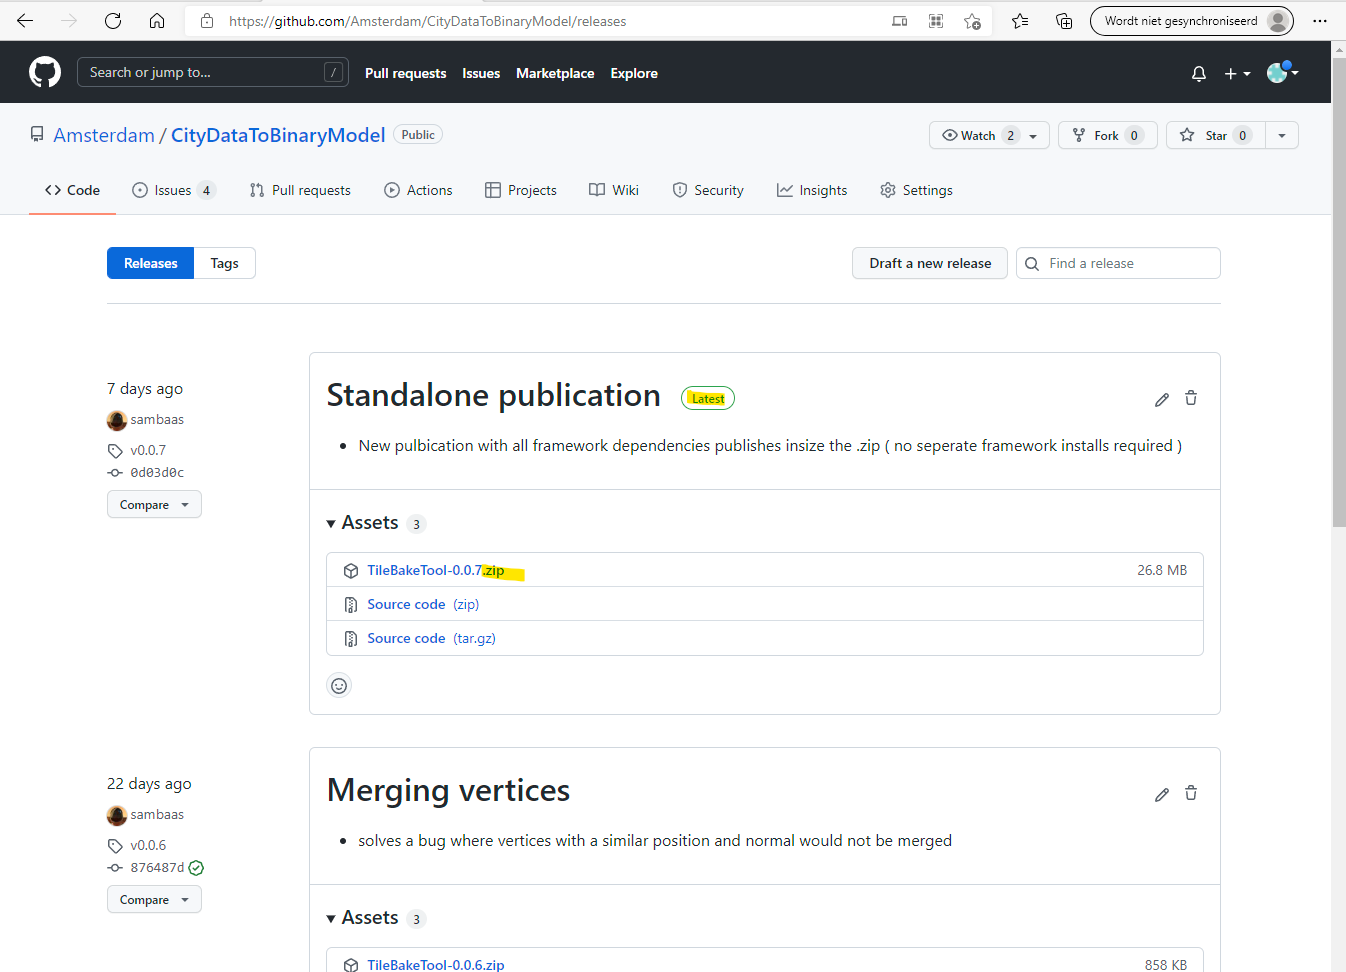 https://github.com/Amsterdam/CityDataToBinaryModel/releases
Wordt niet gesynchroniseerd
Search or jump to... /
Pull requests Issues Marketplace Explore
Amsterdam / CityDataToBinaryModel Public
Watch 2 Fork 0 Star 0
Code Issues 4 Pull requests Actions Projects Wiki Security Insights Settings
Releases Tags
Draft a new release Find a release
7 days ago
sambaas
v0.0.7
0d03d0c
Compare
Standalone publication Latest
New pulbication with all framework dependencies publishes insize the .zip ( no seperate framework installs required )
Assets 3
TileBakeTool-0.0.7.zip 26.8 MB
Source code (zip)
Source code (tar.gz)
22 days ago
sambaas
v0.0.6
876487d
Compare
Merging vertices
solves a bug where vertices with a similar position and normal would not be merged
Assets 3
TileBakeTool-0.0.6.zip 858 KB